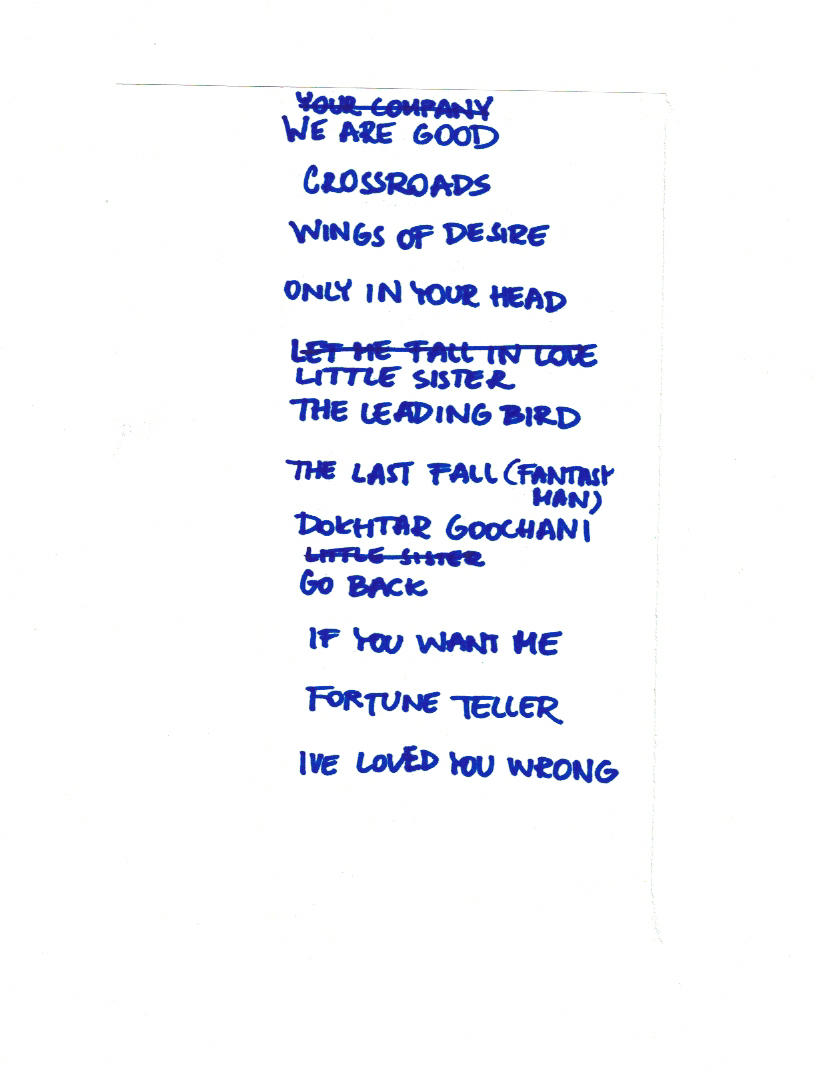 YOUR COMPANY
WE ARE GOOD
CROSSROADS
WINGS OF DESIRE
ONLY IN YOUR HEAD
LET ME FALL IN LOVE
LITTLE SISTER
THE LEADING BIRD
THE LAST FALL (FANTASY
MAN)
DOKHTAR GOOCHANI
LITTLE SISTER
GO BACK
IF YOU WANT ME
FORTUNE TELLER
IVE LOVED YOU WRONG